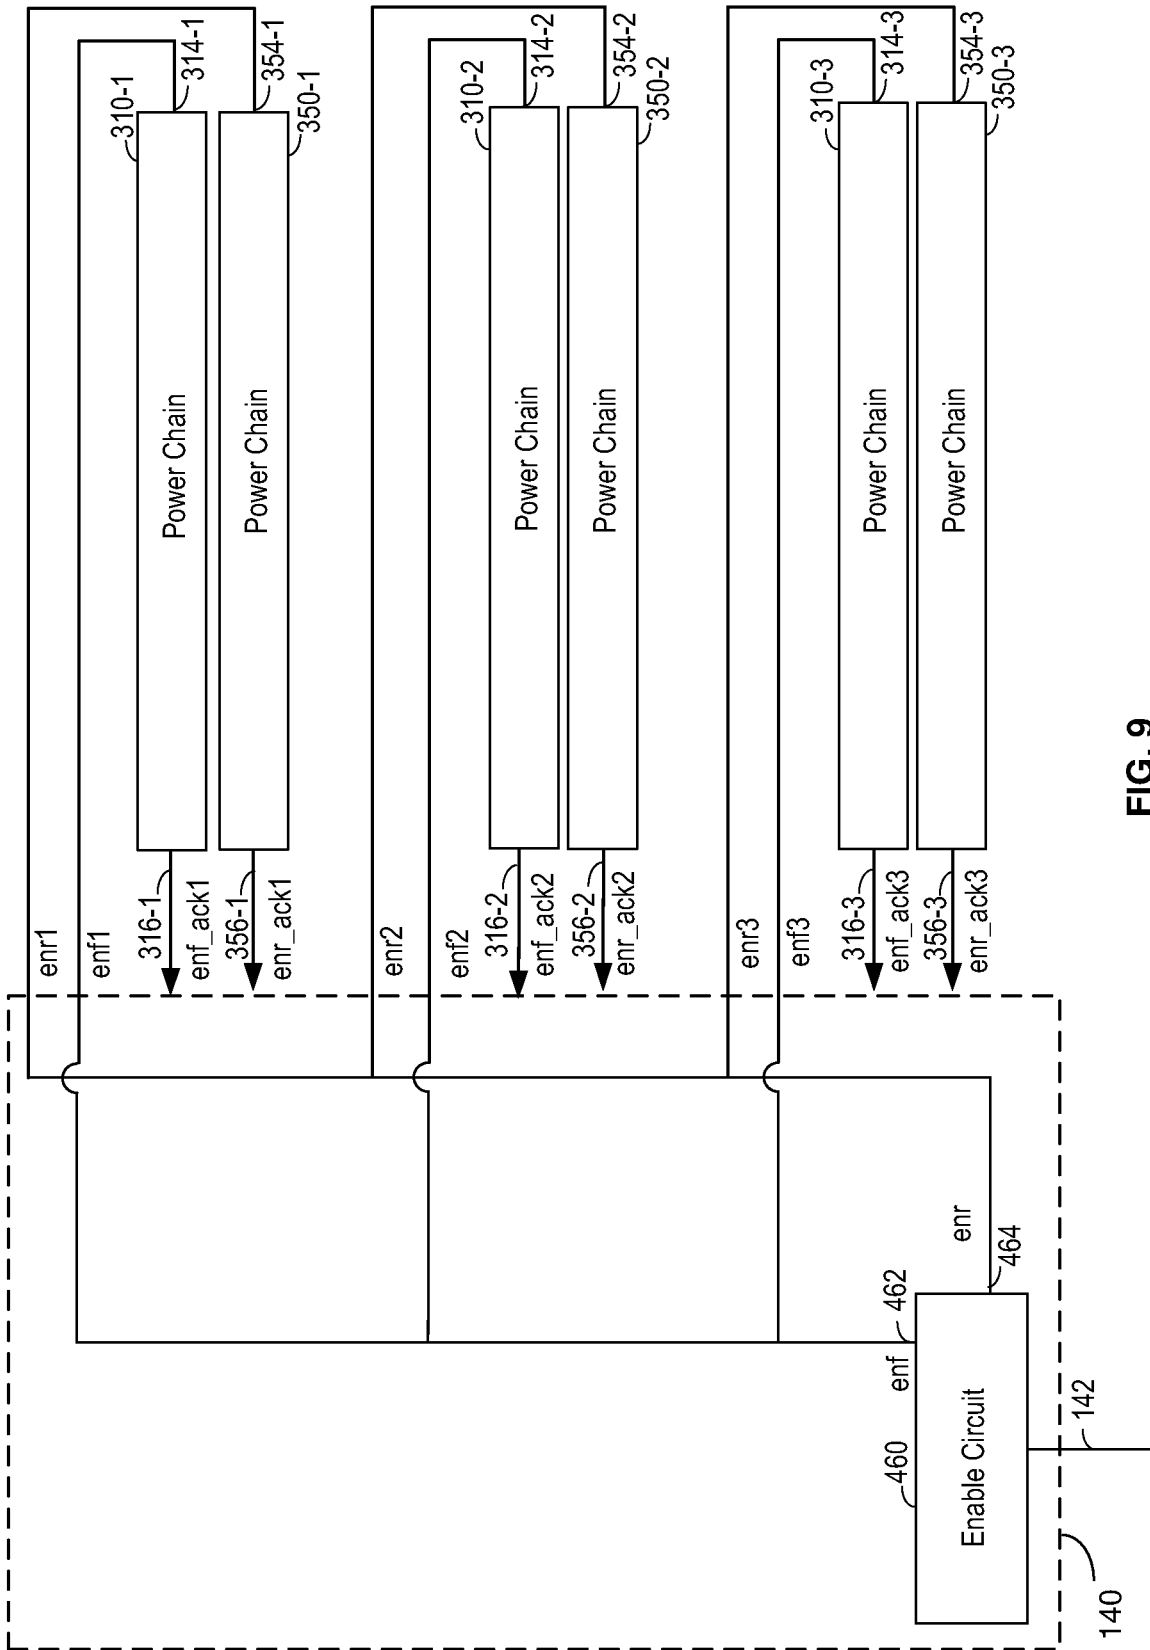 enr1
enf1
310-1
314-1
354-1
350-1
Power Chain
Power Chain
316-1
enf_ack1
356-1
enr_ack1
enr2
enf2
310-2
314-2
354-2
350-2
Power Chain
Power Chain
316-2
enf_ack2
356-2
enr_ack2
enr3
enf3
310-3
314-3
354-3
350-3
Power Chain
Power Chain
316-3
enf_ack3
356-3
enr_ack3
enr
464
462
enf
460
Enable Circuit
142
140
FIG. 9